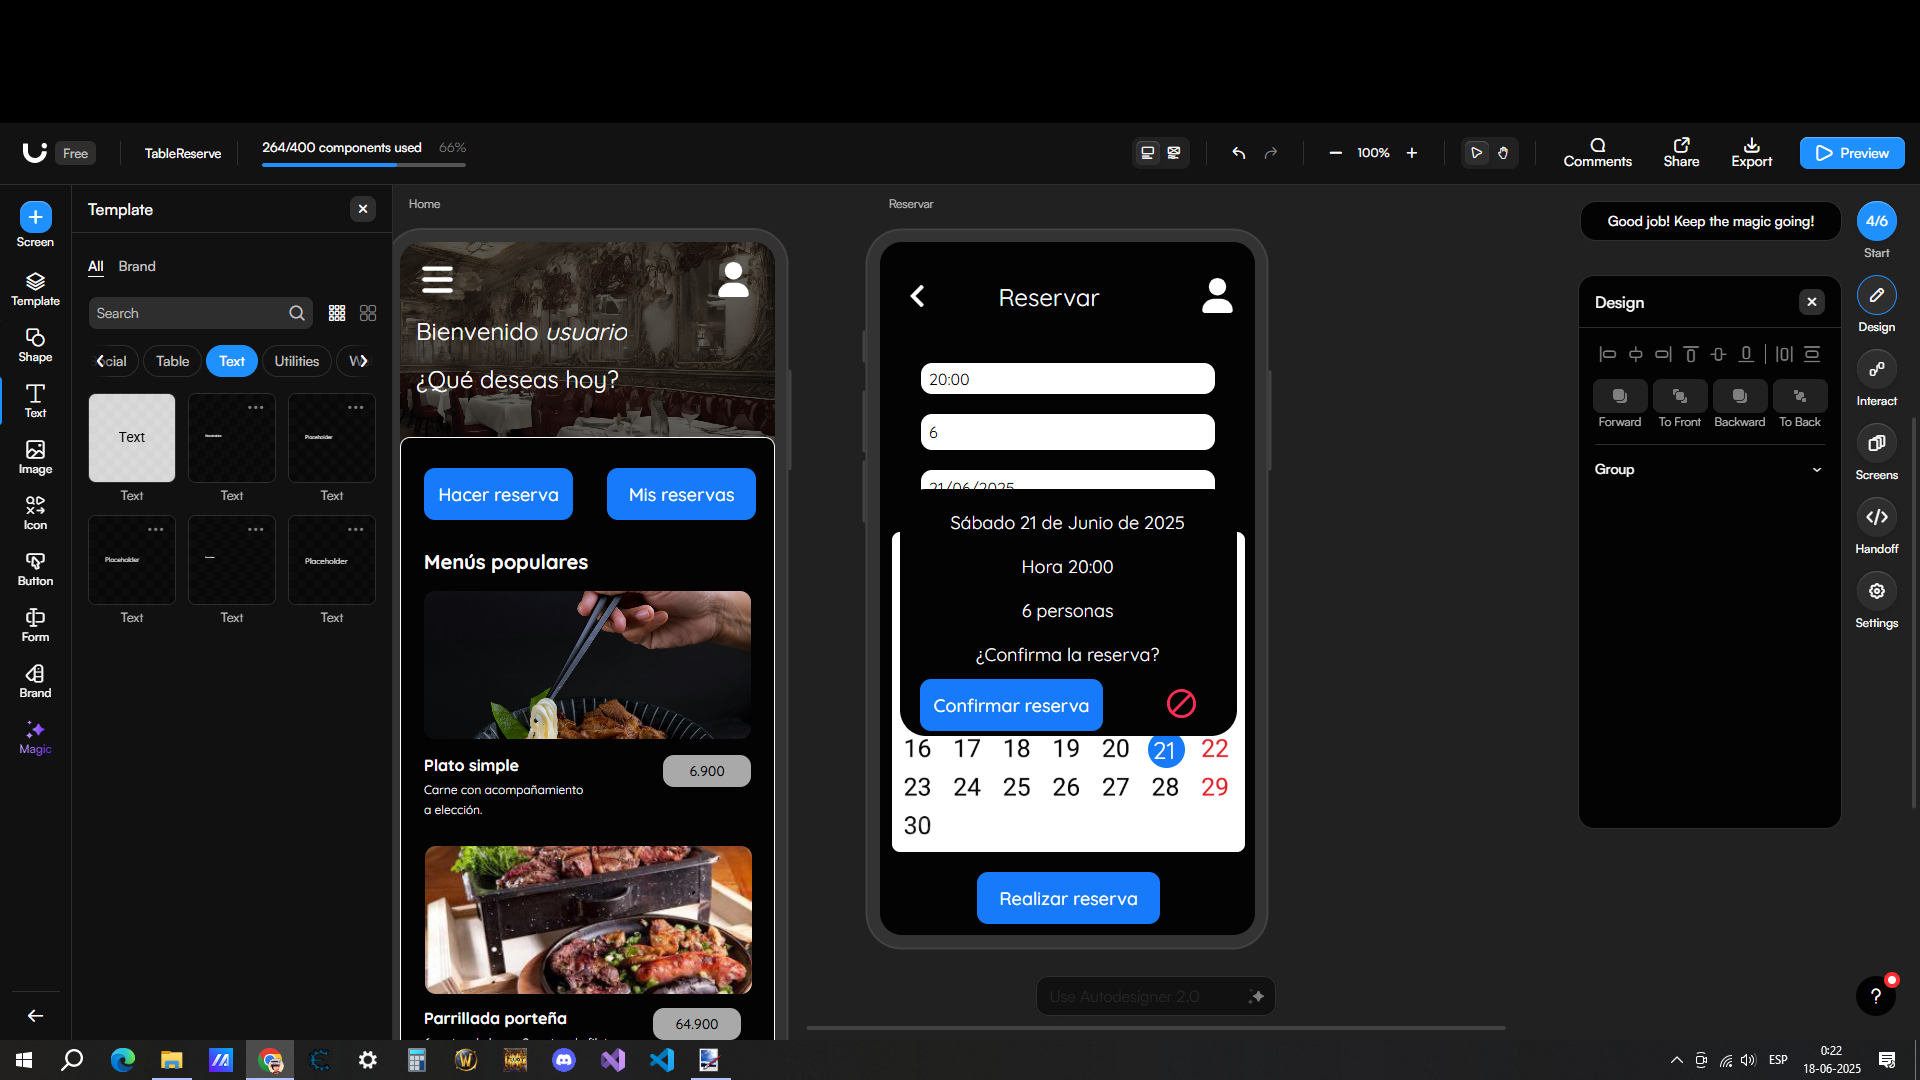 Free
TableReserve
264/400 components used 66%
100%
Comments
Share
Export
Preview
Screen
Template
Shape
Text
Image
Icon
Button
Form
Brand
Magic
Template
All Brand
Search
cial Table Text Utilities W
Text
Placeholder
Text Text Text
Placeholder
Placeholder
Text Text Text
Home
Bienvenido usuario
¿Qué deseas hoy?
Hacer reserva
Mis reservas
Menús populares
Plato simple
6.900
Carne con acompañamiento
a elección.
Parrillada porteña
64.900
Reservar
Reservar
20:00
6
21/06/2025
Sábado 21 de Junio de 2025
Hora 20:00
6 personas
¿Confirma la reserva?
Confirmar reserva
16 17 18 19 20 21 22
23 24 25 26 27 28 29
30
Realizar reserva
Use Autodesigner 2.0
Good job! Keep the magic going!
Design
Forward To Front Backward To Back
Group
4/6
Start
Design
Interact
Screens
Handoff
Settings
?
ESP
0:22
18-06-2025